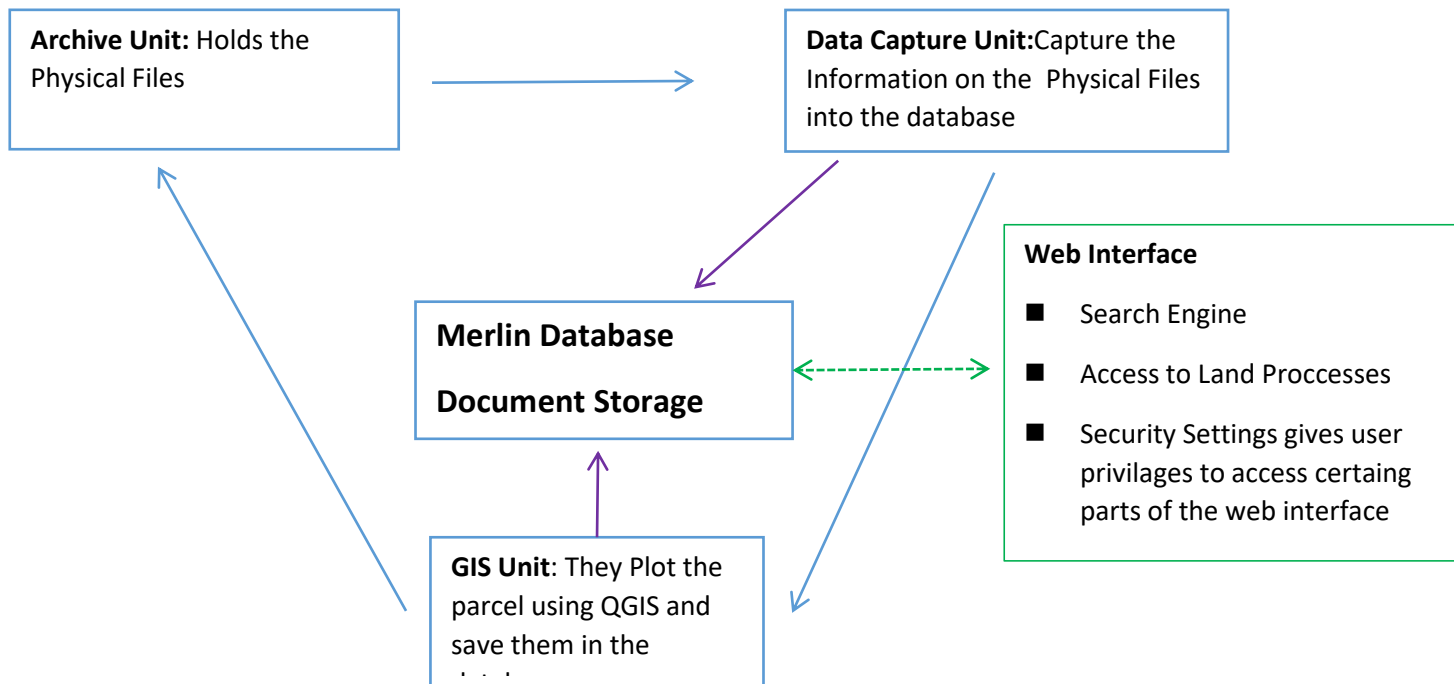 Archive Unit: Holds the
Physical Files
Data Capture Unit:Capture the
Information on the Physical Files
into the database
Web Interface
Search Engine
Access to Land Proccesses
Security Settings gives user
privilages to access certaing
parts of the web interface
Merlin Database
Document Storage
GIS Unit: They Plot the
parcel using QGIS and
save them in the